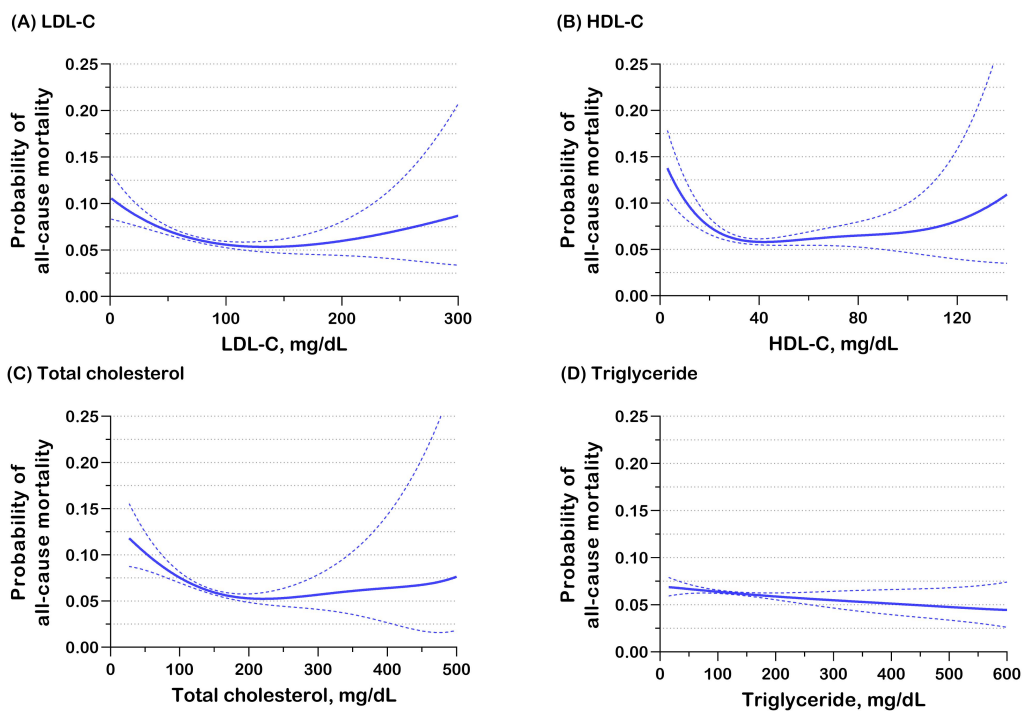 (A) LDL-C
Probability of
all-cause mortality
0.25
0.20
0.15
0.10
0.05
0.00
0
100
200
300
LDL-C, mg/dL
(B) HDL-C
Probability of
all-cause mortality
0.25
0.20
0.15
0.10
0.05
0.00
0
40
80
120
HDL-C, mg/dL
(C) Total cholesterol
Probability of
all-cause mortality
0.25
0.20
0.15
0.10
0.05
0.00
0
100
200
300
400
500
Total cholesterol, mg/dL
(D) Triglyceride
Probability of
all-cause mortality
0.25
0.20
0.15
0.10
0.05
0.00
0
100
200
300
400
500
600
Triglyceride, mg/dL